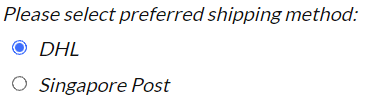 Please select preferred shipping method:
DHL
Singapore Post